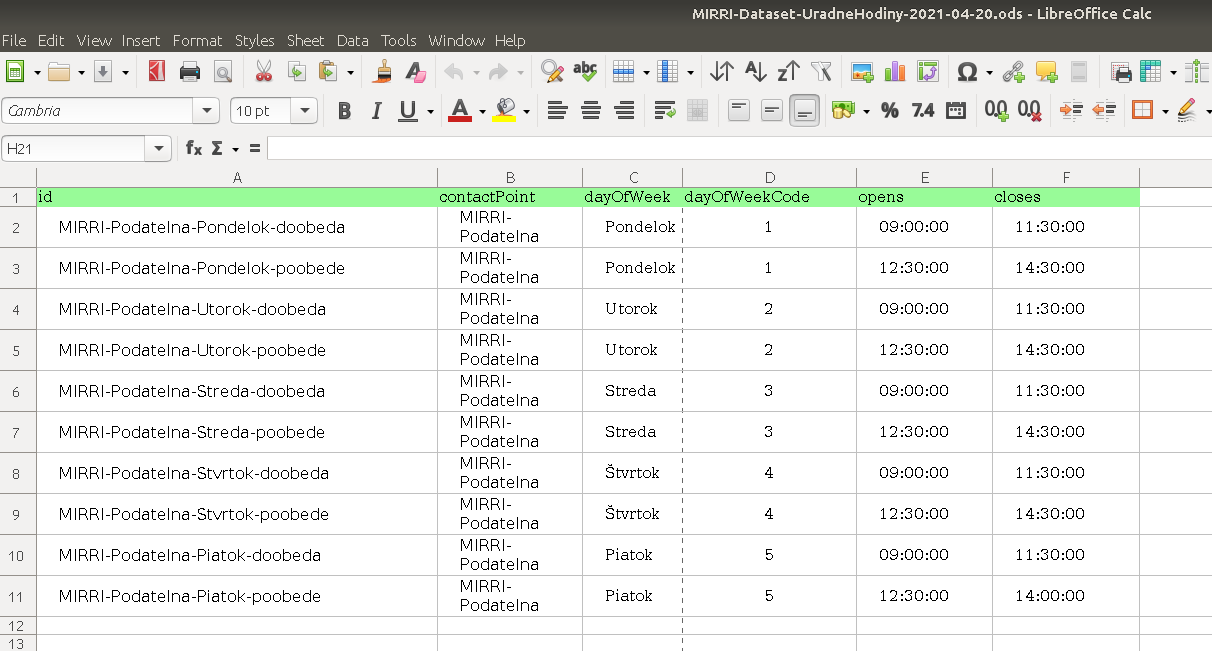 MIRRI-Dataset-UradneHodiny-2021-04-20.ods - LibreOffice Calc
File Edit View Insert Format Styles Sheet Data Tools Window Help
abc
Cambria 10 pt B I U A % 7.4 0.0 0.0
H21 fx Σ =
A B C D E F
1 id contactPoint dayOfWeek dayOfWeekCode opens closes
MIRRI-
2 MIRRI-Podatelna-Pondelok-doobeda Pondelok 1 09:00:00 11:30:00
Podatelna
MIRRI-
3 MIRRI-Podatelna-Pondelok-poobede Pondelok 1 12:30:00 14:30:00
Podatelna
MIRRI-
4 MIRRI-Podatelna-Utorok-doobeda Utorok 2 09:00:00 11:30:00
Podatelna
MIRRI-
5 MIRRI-Podatelna-Utorok-poobede Utorok 2 12:30:00 14:30:00
Podatelna
MIRRI-
6 MIRRI-Podatelna-Streda-doobeda Streda 3 09:00:00 11:30:00
Podatelna
MIRRI-
7 MIRRI-Podatelna-Streda-poobede Streda 3 12:30:00 14:30:00
Podatelna
MIRRI-
8 MIRRI-Podatelna-Stvrtok-doobeda Štvrtok 4 09:00:00 11:30:00
Podatelna
MIRRI-
9 MIRRI-Podatelna-Stvrtok-poobede Štvrtok 4 12:30:00 14:30:00
Podatelna
MIRRI-
10 MIRRI-Podatelna-Piatok-doobeda Piatok 5 09:00:00 11:30:00
Podatelna
MIRRI-
11 MIRRI-Podatelna-Piatok-poobede Piatok 5 12:30:00 14:00:00
Podatelna
12
13